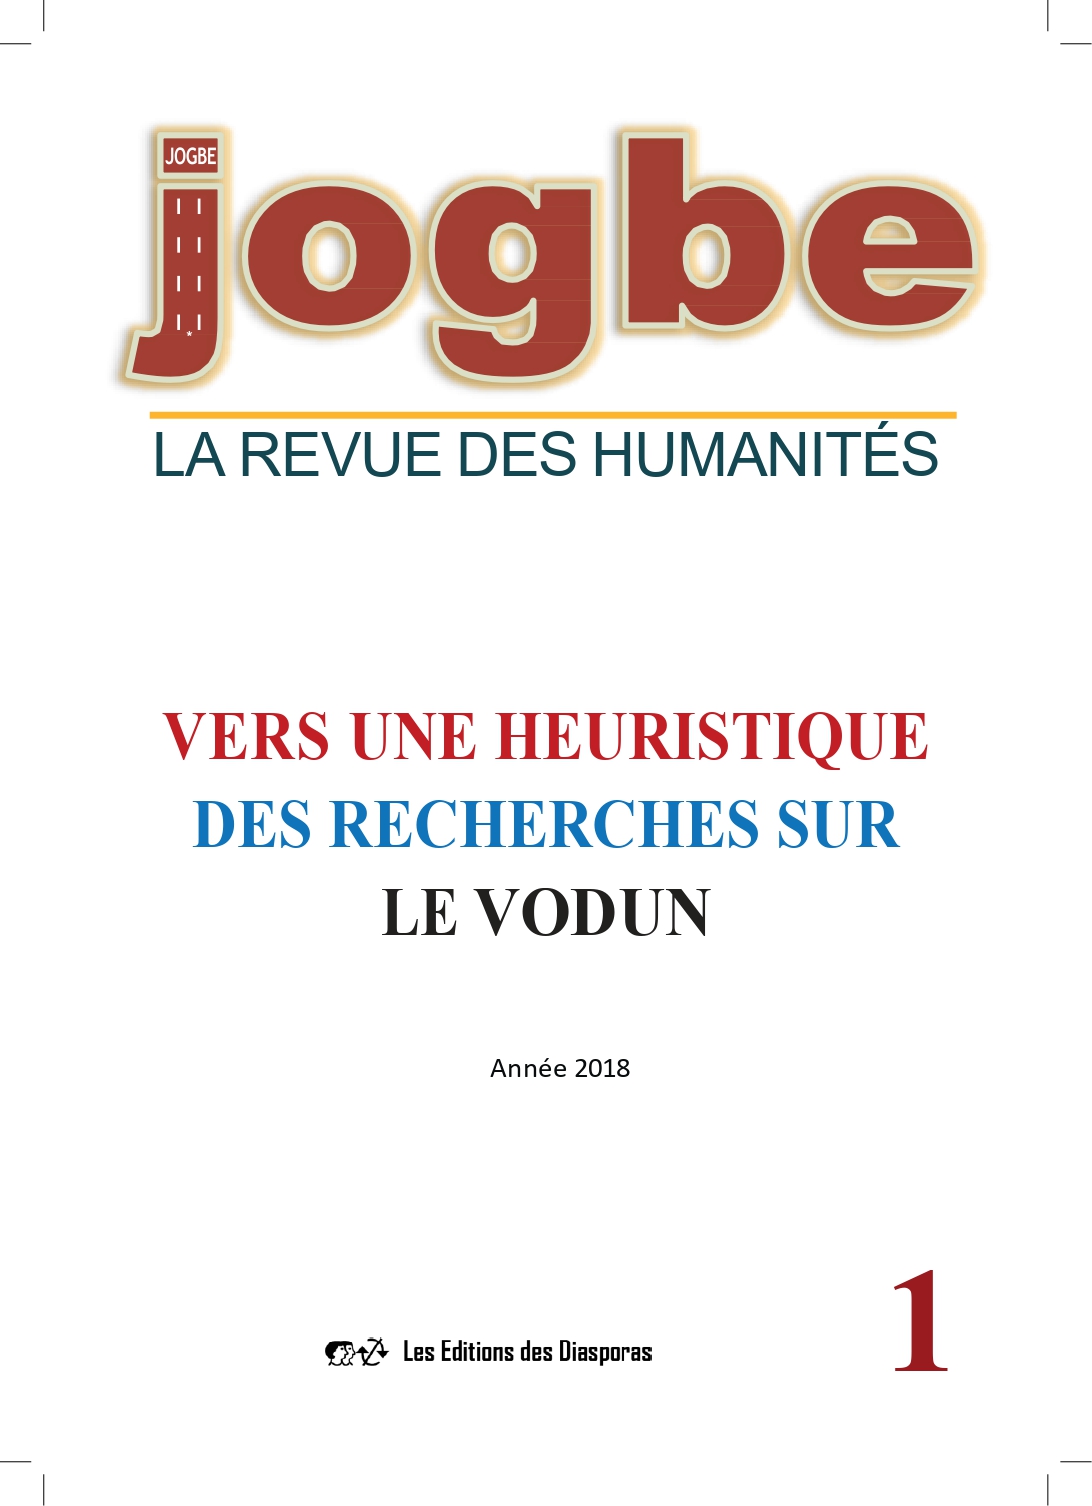 JOGBE
jogbe
LA REVUE DES HUMANITÉS
VERS UNE HEURISTIQUE
DES RECHERCHES SUR
LE VODUN
Année 2018
1
Les Editions des Diasporas